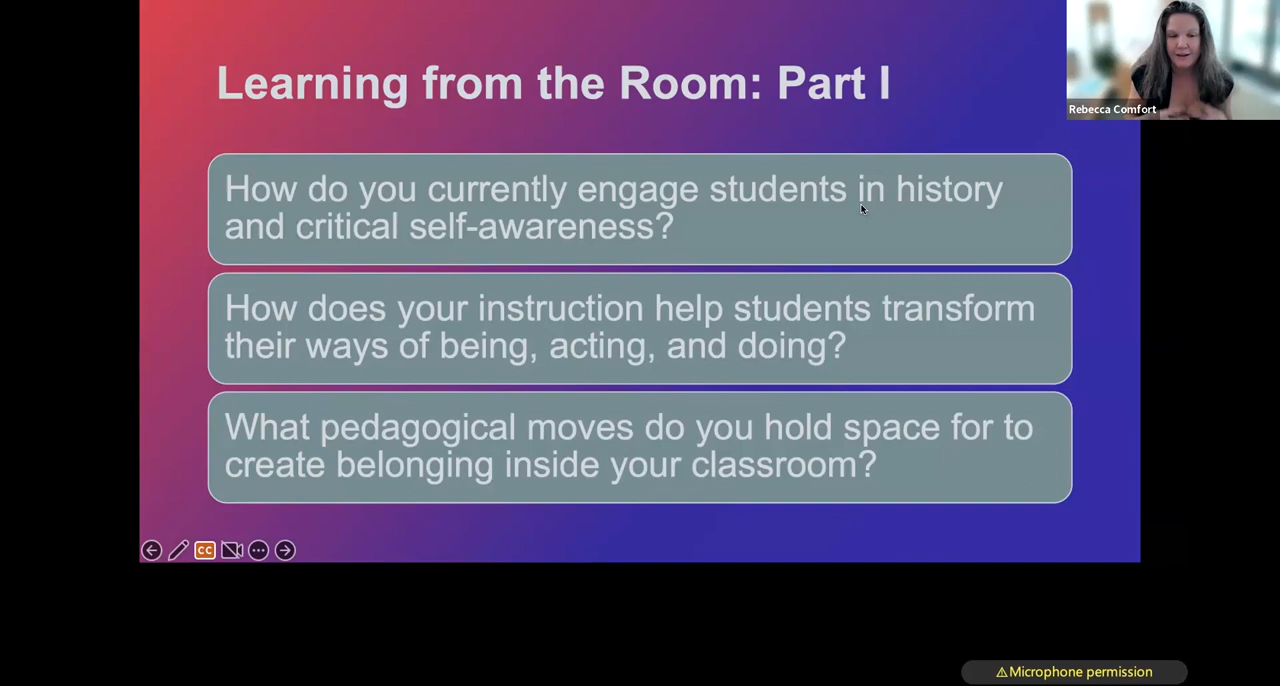 Learning from the Room: Part I
Rebecca Comfort
How do you currently engage students in history
and critical self-awareness?
How does your instruction help students transform
their ways of being, acting, and doing?
What pedagogical moves do you hold space for to
create belonging inside your classroom?
CC
⚠Microphone permission